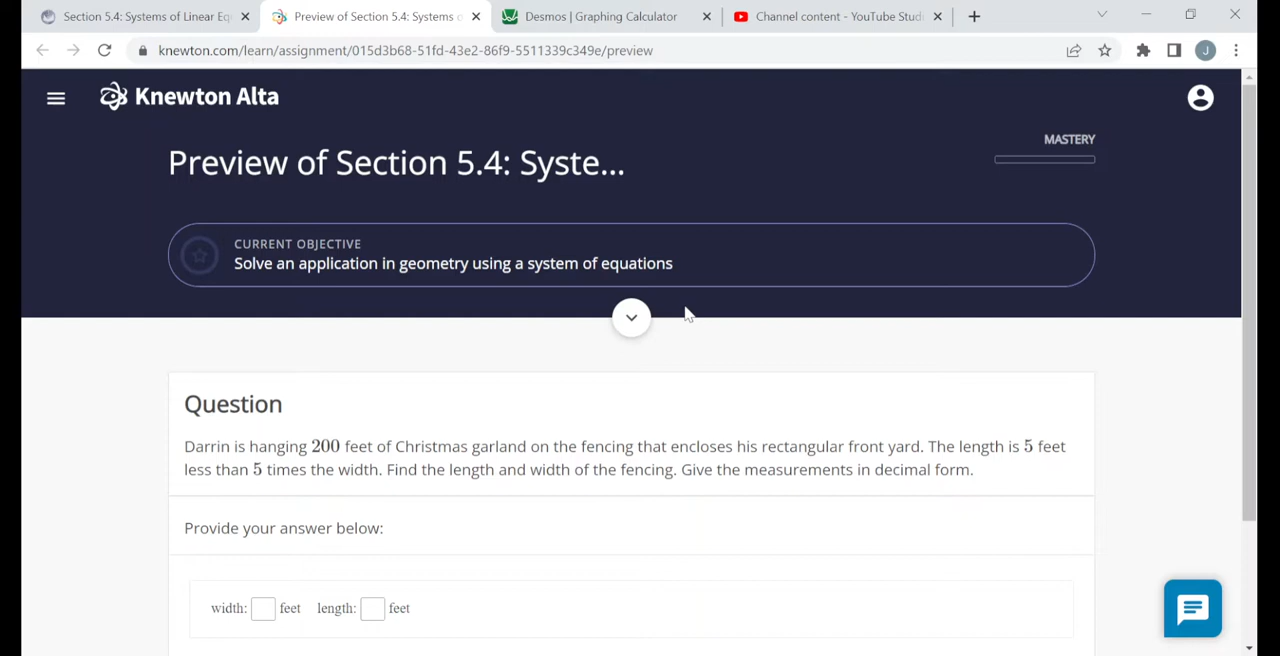 Section 5.4: Systems of Linear Eq
Preview of Section 5.4: Systems o
Desmos | Graphing Calculator
Channel content - YouTube Studi
knewton.com/learn/assignment/015d3b68-51fd-43e2-86f9-5511339c349e/preview
J
Knewton Alta
MASTERY
Preview of Section 5.4: Syste...
CURRENT OBJECTIVE
Solve an application in geometry using a system of equations
Question
Darrin is hanging 200 feet of Christmas garland on the fencing that encloses his rectangular front yard. The length is 5 feet
less than 5 times the width. Find the length and width of the fencing. Give the measurements in decimal form.
Provide your answer below:
width: feet length: feet